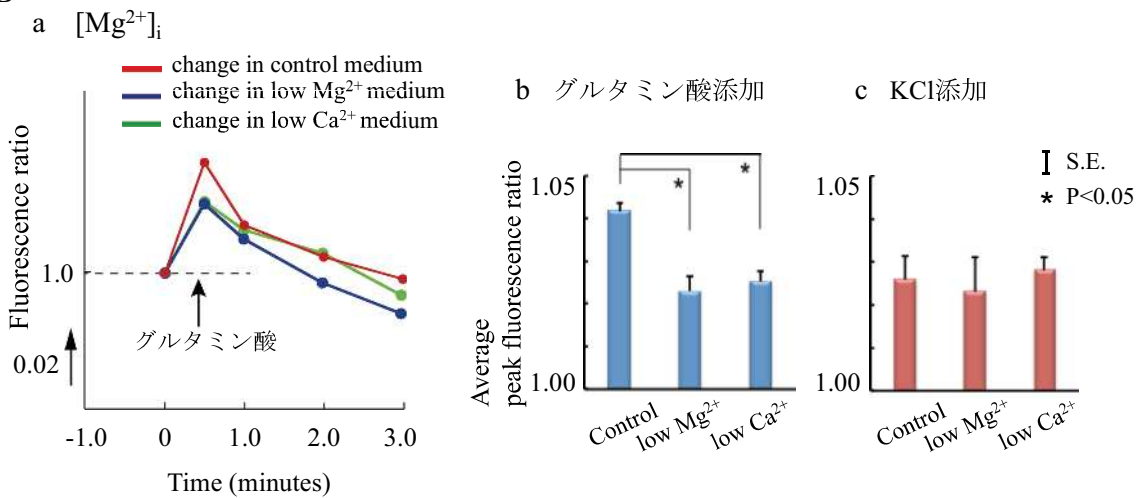 a [Mg²⁺]ᵢ
change in control medium
change in low Mg²⁺ medium
change in low Ca²⁺ medium
Fluorescence ratio
1.0
0.02
グルタミン酸
-1.0 0 1.0 2.0 3.0
Time (minutes)
b グルタミン酸添加
Average
peak fluorescence ratio
1.05
1.00
*
*
Control
low Mg²⁺
low Ca²⁺
c KCl添加
1.05
1.00
Control
low Mg²⁺
low Ca²⁺
S.E.
* P<0.05